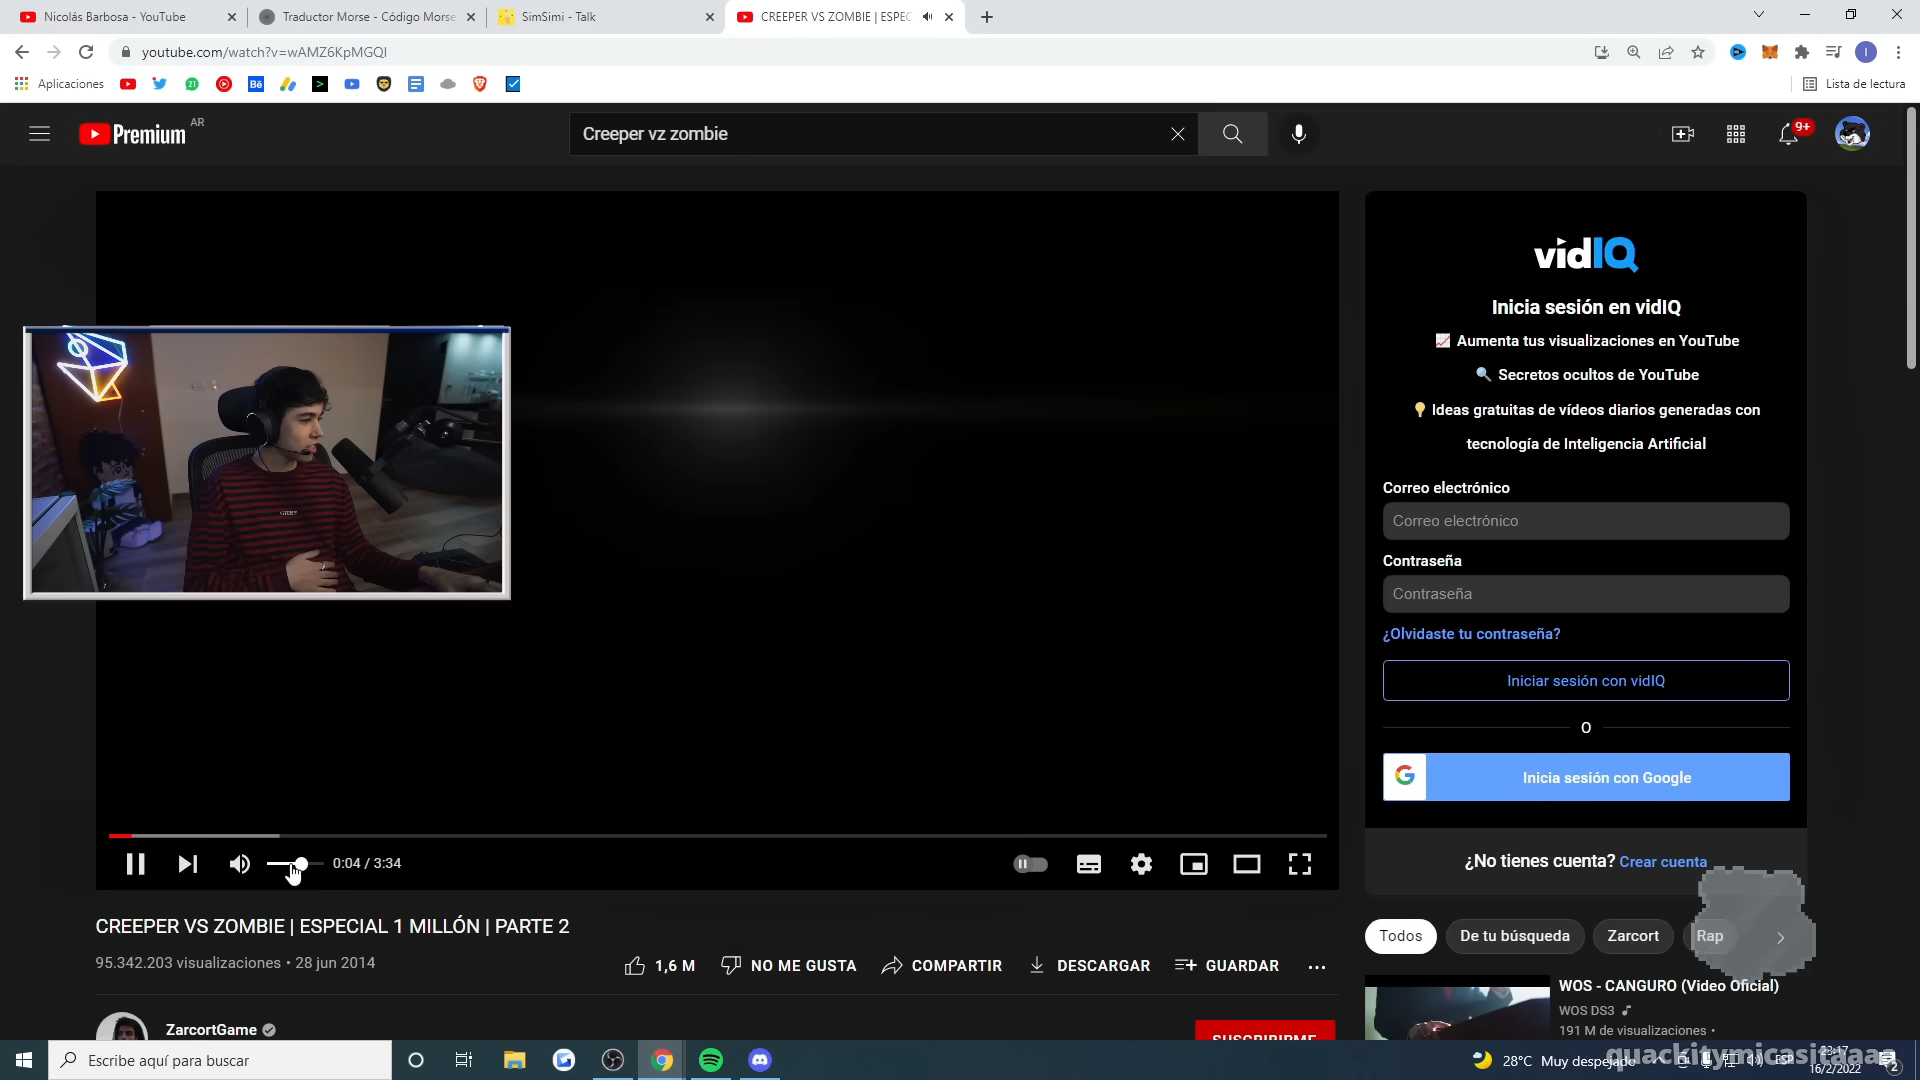 Nicolás Barbosa - YouTube
Traductor Morse - Código Morse
SimSimi - Talk
CREEPER VS ZOMBIE | ESPEC
youtube.com/watch?v=wAMZ6KpMGQI
Aplicaciones
Lista de lectura
Premium
AR
Creeper vz zombie
9+
vidIQ
Inicia sesión en vidIQ
Aumenta tus visualizaciones en YouTube
Secretos ocultos de YouTube
Ideas gratuitas de vídeos diarios generadas con
tecnología de Inteligencia Artificial
Correo electrónico
Correo electrónico
Contraseña
Contraseña
¿Olvidaste tu contraseña?
Iniciar sesión con vidIQ
O
Inicia sesión con Google
¿No tienes cuenta? Crear cuenta
0:04 / 3:34
CREEPER VS ZOMBIE | ESPECIAL 1 MILLÓN | PARTE 2
95.342.203 visualizaciones • 28 jun 2014
1,6 M
NO ME GUSTA
COMPARTIR
DESCARGAR
GUARDAR
Todos
De tu búsqueda
Zarcort
Rap
WOS - CANGURO (Video Oficial)
WOS DS3
191 M de visualizaciones •
ZarcortGame
SUSCRIBIRME
Escribe aquí para buscar
28°C Muy despejado
ESP
23:17
16/2/2022
2
quackitymicasitaaaa